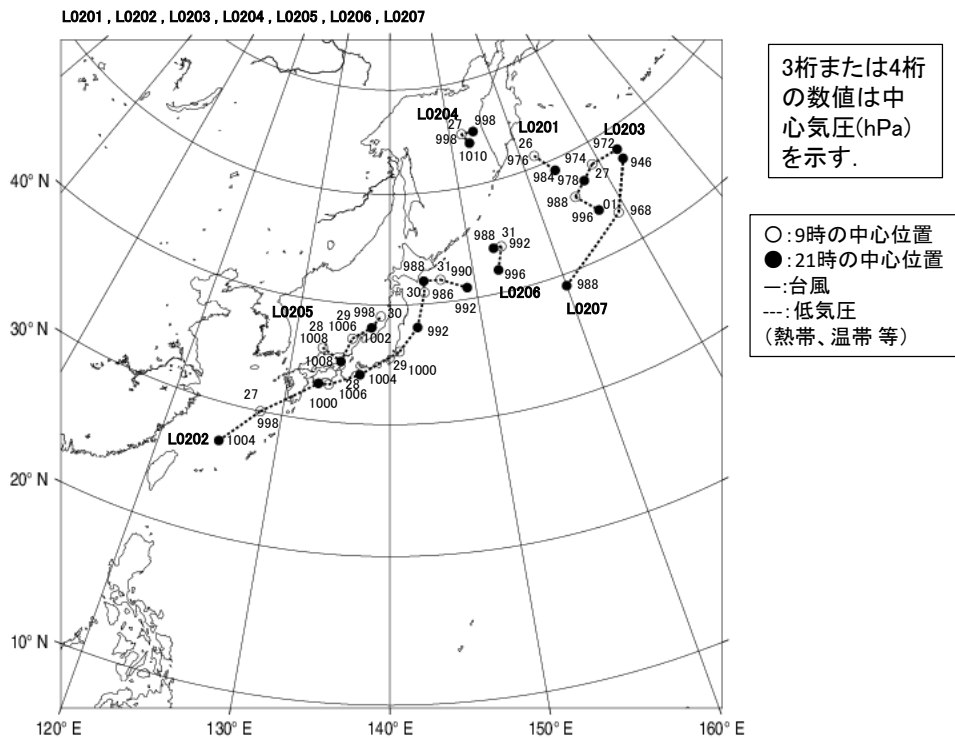 L0201 , L0202 , L0203 , L0204 , L0205 , L0206 , L0207
3桁または4桁
の数値は中
心気圧(hPa)
を示す.
○:9時の中心位置
●:21時の中心位置
―:台風
---:低気圧
(熱帯、温帯 等)
L0204
27
998
998
1010
L0201
26
976
984
L0203
972
974
946
27
978
988
01
996
968
988
L0207
31
988
992
996
L0206
988
31
990
30
986
992
992
L0205
29
998
30
28
1006
1008
1002
1008
29
1000
1004
28
1006
1000
27
998
L0202
1004
40° N
30° N
20° N
10° N
120° E
130° E
140° E
150° E
160° E